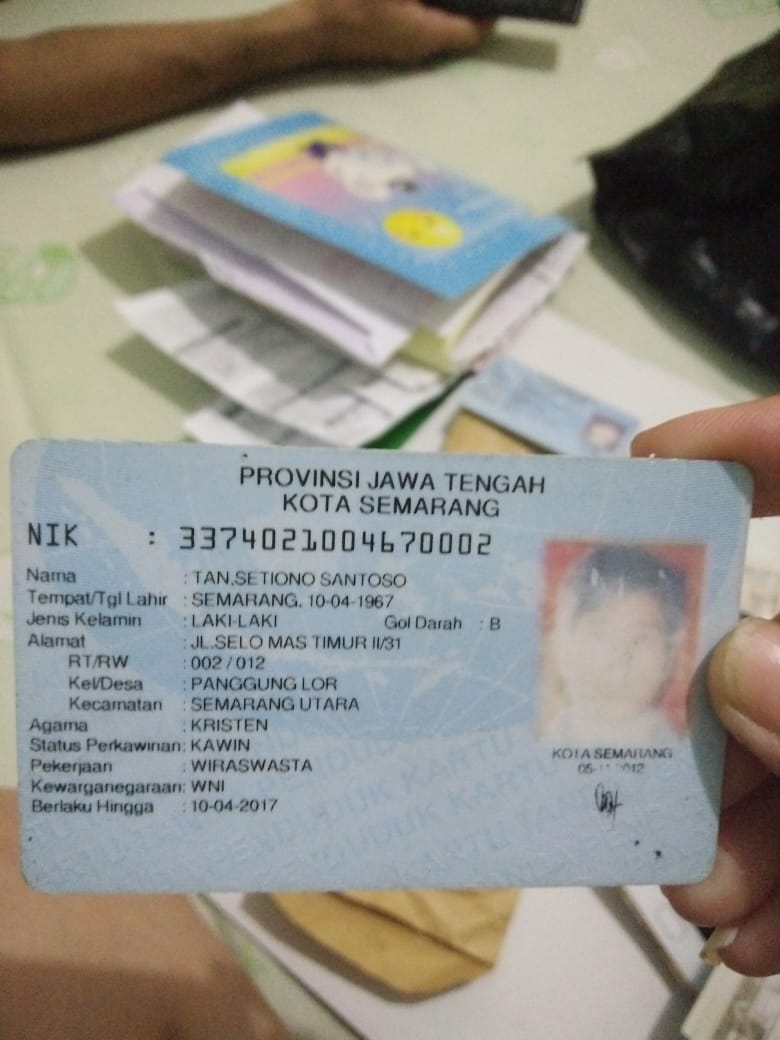 PROVINSI JAWA TENGAH
KOTA SEMARANG
NIK : 3374021004670002
Nama : TAN.SETIONO SANTOSO
Tempat/Tgl Lahir : SEMARANG. 10-04-1967
Jenis Kelamin : LAKI-LAKI Gol Darah : B
Alamat : JL.SELO MAS TIMUR II/31
RT/RW : 002 / 012
Kel/Desa : PANGGUNG LOR
Kecamatan : SEMARANG UTARA
Agama : KRISTEN
Status Perkawinan: KAWIN
Pekerjaan : WIRASWASTA
Kewarganegaraan: WNI
Berlaku Hingga : 10-04-2017
KOTA SEMARANG